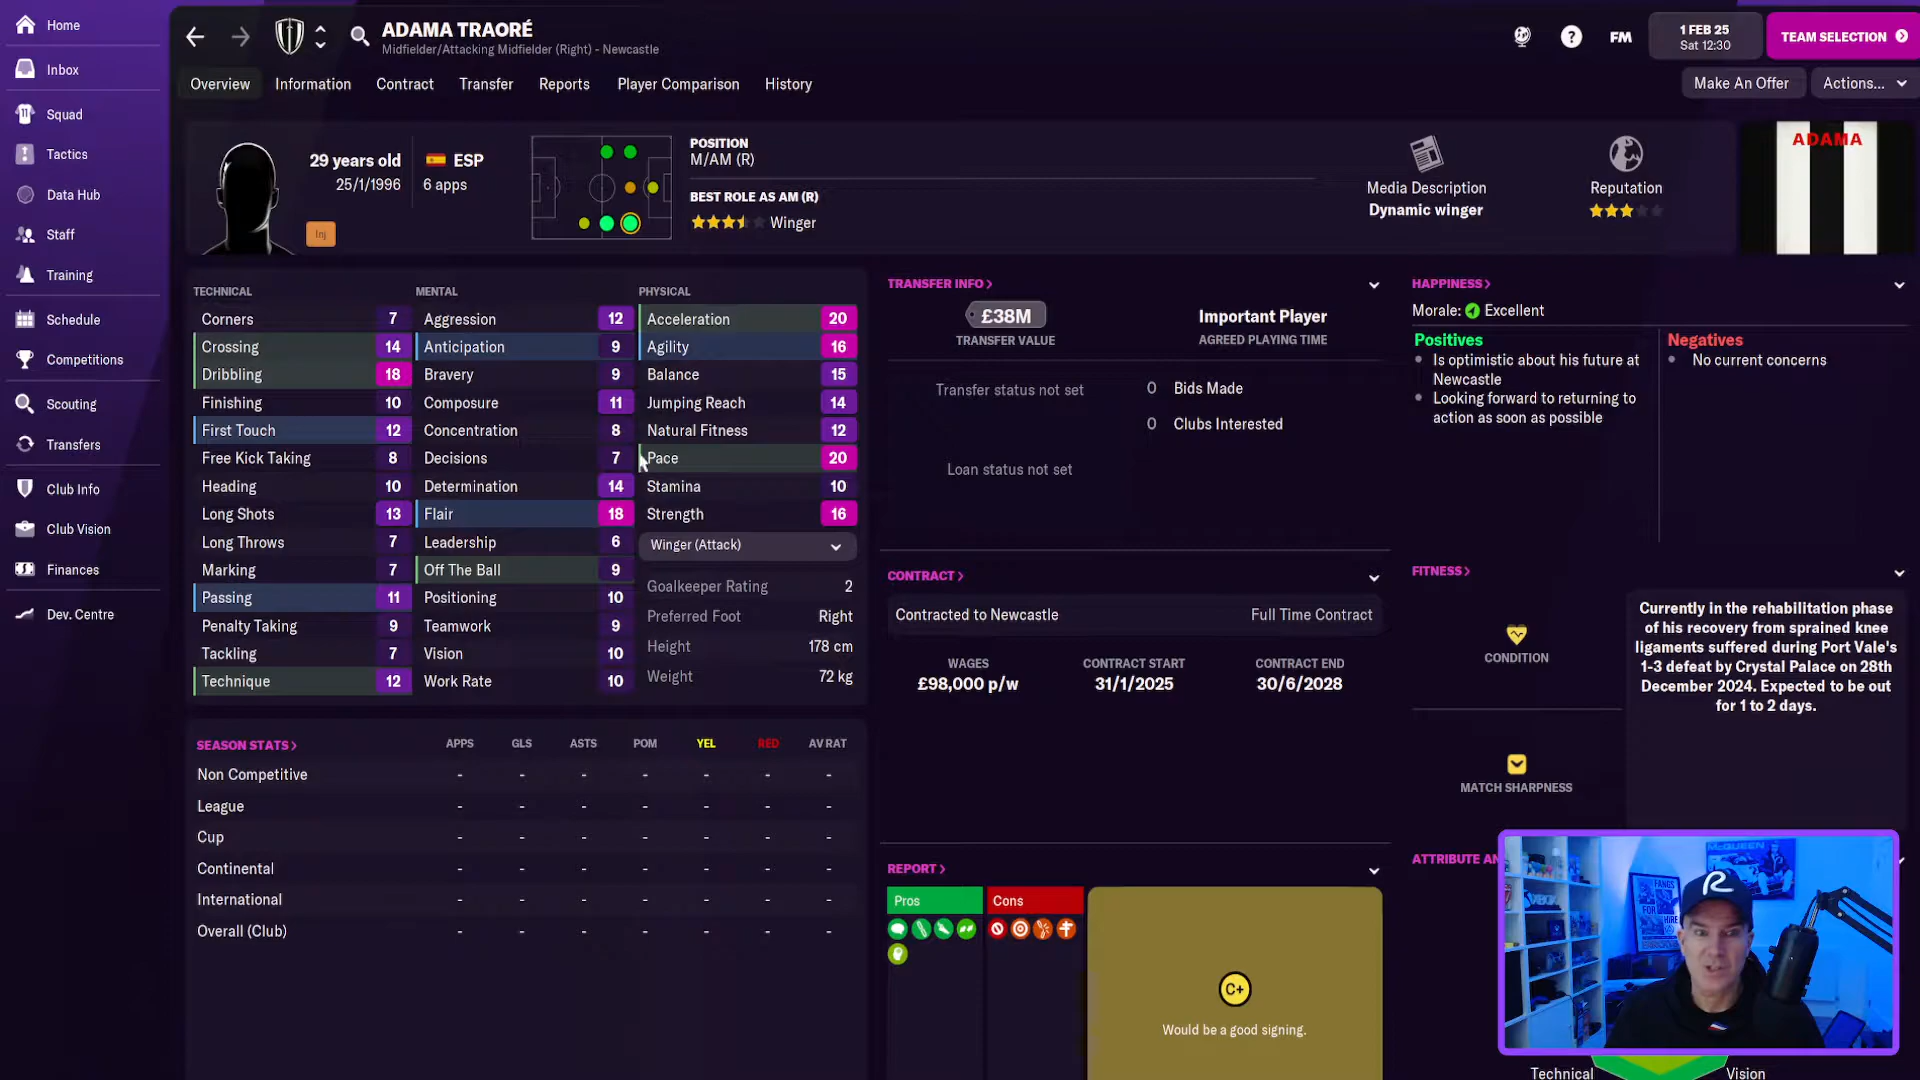 Home
Inbox
Squad
Tactics
Data Hub
Staff
Training
Schedule
Competitions
Scouting
Transfers
Club Info
Club Vision
Finances
Dev. Centre
ADAMA TRAORÉ
Midfielder/Attacking Midfielder (Right) - Newcastle
FM
1 FEB 25
Sat 12:30
TEAM SELECTION
Overview Information Contract Transfer Reports Player Comparison History
Make An Offer
Actions...
29 years old
25/1/1996
ESP
6 apps
Inj
POSITION
M/AM (R)
BEST ROLE AS AM (R)
Winger
Media Description
Dynamic winger
Reputation
ADAMA
TECHNICAL
Corners 7
Crossing 14
Dribbling 18
Finishing 10
First Touch 12
Free Kick Taking 8
Heading 10
Long Shots 13
Long Throws 7
Marking 7
Passing 11
Penalty Taking 9
Tackling 7
Technique 12
MENTAL
Aggression 12
Anticipation 9
Bravery 9
Composure 11
Concentration 8
Decisions 7
Determination 14
Flair 18
Leadership 6
Off The Ball 9
Positioning 10
Teamwork 9
Vision 10
Work Rate 10
PHYSICAL
Acceleration 20
Agility 16
Balance 15
Jumping Reach 14
Natural Fitness 12
Pace 20
Stamina 10
Strength 16
Winger (Attack)
Goalkeeper Rating 2
Preferred Foot Right
Height 178 cm
Weight 72 kg
SEASON STATS> APPS GLS ASTS POM YEL RED AV RAT
Non Competitive - - - - - - -
League - - - - - - -
Cup - - - - - - -
Continental - - - - - - -
International - - - - - - -
Overall (Club) - - - - - - -
TRANSFER INFO>
£38M
TRANSFER VALUE
Important Player
AGREED PLAYING TIME
Transfer status not set
0 Bids Made
0 Clubs Interested
Loan status not set
CONTRACT>
Contracted to Newcastle Full Time Contract
WAGES
£98,000 p/w
CONTRACT START
31/1/2025
CONTRACT END
30/6/2028
REPORT>
Pros
Cons
C+
Would be a good signing.
HAPPINESS>
Morale: Excellent
Positives
Is optimistic about his future at
Newcastle
Looking forward to returning to
action as soon as possible
Negatives
No current concerns
FITNESS>
CONDITION
MATCH SHARPNESS
Currently in the rehabilitation phase
of his recovery from sprained knee
ligaments suffered during Port Vale's
1-3 defeat by Crystal Palace on 28th
December 2024. Expected to be out
for 1 to 2 days.
ATTRIBUTE AN
McQUEEN
FANGS
FOR
HIRE
R
Technical
Vision